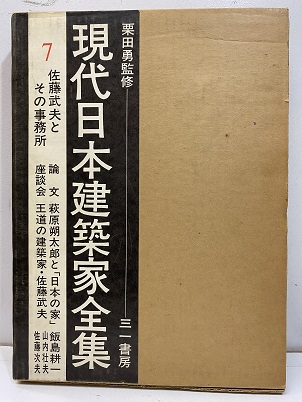 栗田勇監修
現代日本建築家全集
三一書房
7
佐藤武夫と
その事務所
論文 萩原朔太郎と「日本の家」 飯島耕一
座談会 王道の建築家・佐藤武夫 山内壮夫
佐藤次夫